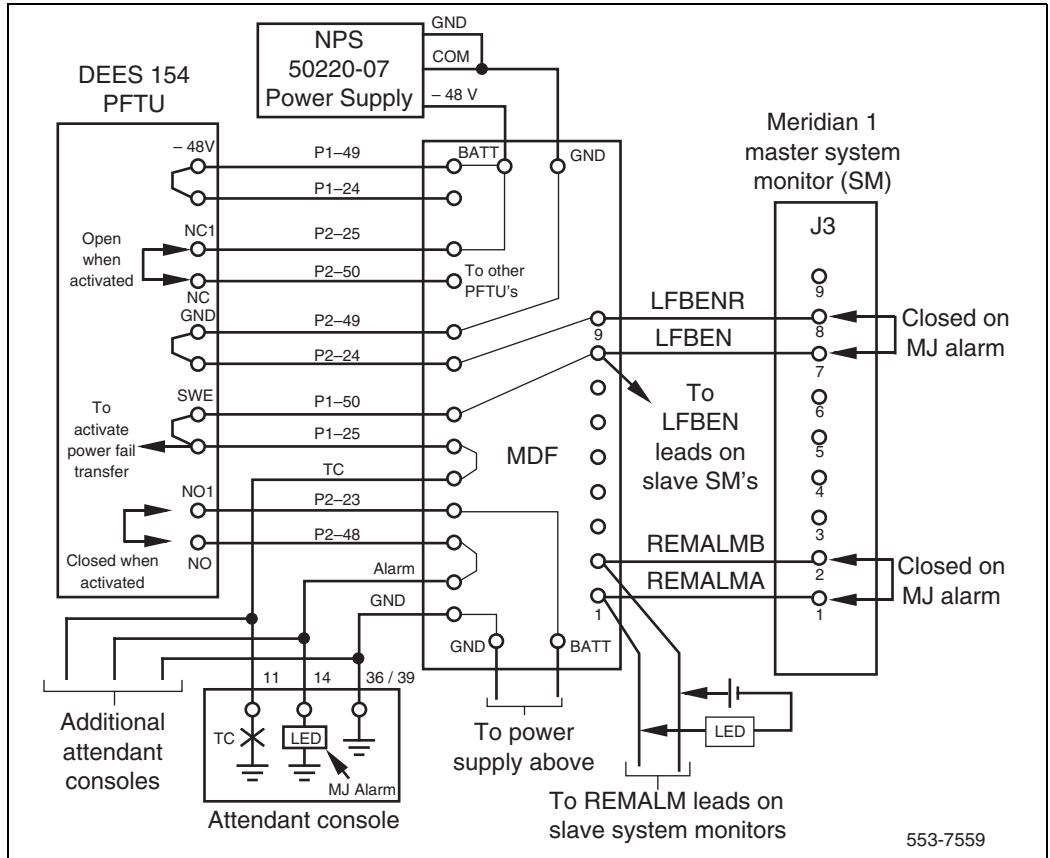 NPS
50220-07
Power Supply
GND
COM
– 48 V
DEES 154
PFTU
– 48V
NC1
Open
when
activated
NC
GND
SWE
To
activate
power fail
transfer
NO1
Closed when
activated
NO
P1–49
P1–24
P2–25
P2–50
P2–49
P2–24
P1–50
P1–25
TC
P2–23
P2–48
Alarm
GND
BATT
GND
To other
PFTU's
MDF
9
1
GND
BATT
To power
supply above
LFBENR
LFBEN
To
LFBEN
leads on
slave SM's
REMALMB
REMALMA
Meridian 1
master system
monitor (SM)
J3
9
8
7
6
5
4
3
2
1
Closed on
MJ alarm
Closed on
MJ alarm
LED
To REMALM leads on
slave system monitors
Additional
attendant
consoles
11
14
36 / 39
TC
LED
MJ Alarm
Attendant console
553-7559